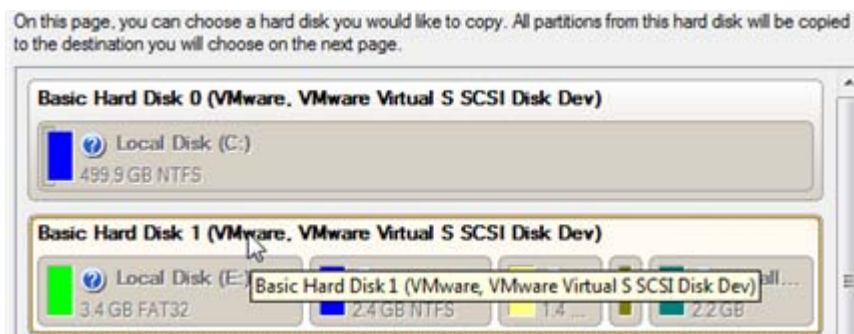 On this page, you can choose a hard disk you would like to copy. All partitions from this hard disk will be copied
to the destination you will choose on the next page.
Basic Hard Disk 0 (VMware, VMware Virtual S SCSI Disk Dev)
Local Disk (C:)
499.9 GB NTFS
Basic Hard Disk 1 (VMware, VMware Virtual S SCSI Disk Dev)
Local Disk (E:)
Basic Hard Disk 1 (VMware, VMware Virtual S SCSI Disk Dev)
all...
3.4 GB FAT32
2.4 GB NTFS
1.4 ...
2.2 GB